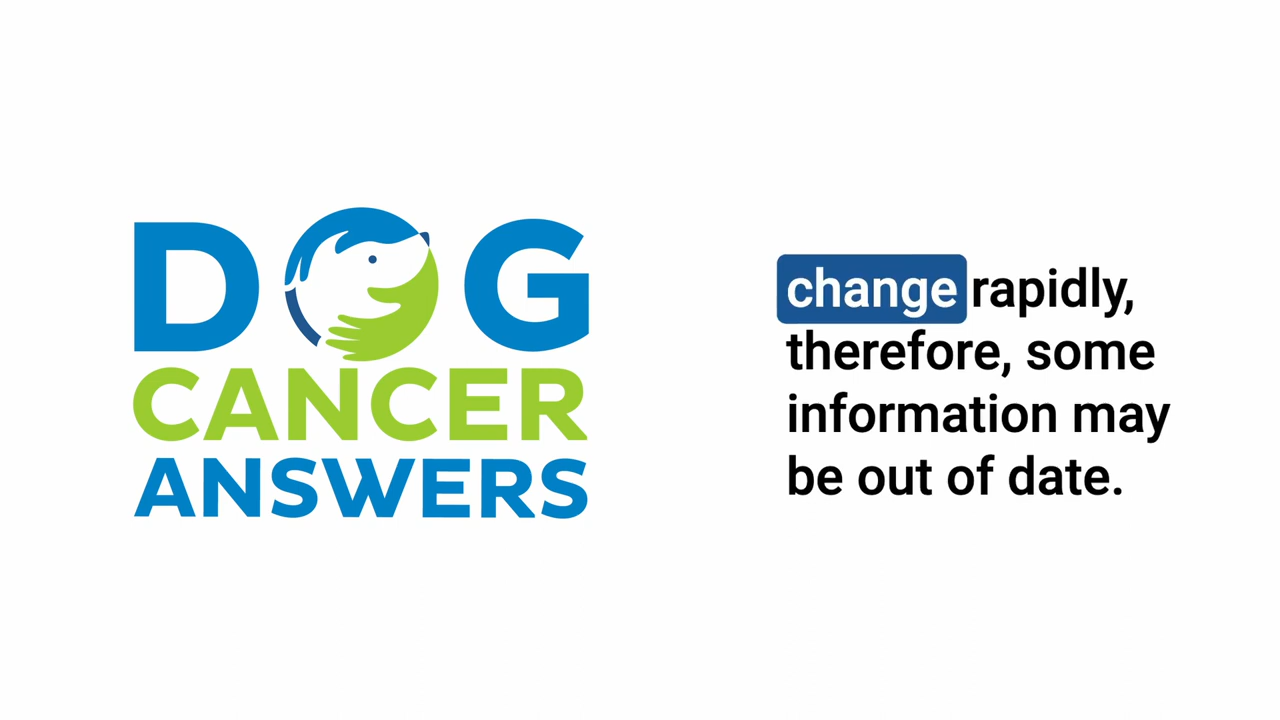 DOG
CANCER
ANSWERS
change rapidly,
therefore, some
information may
be out of date.